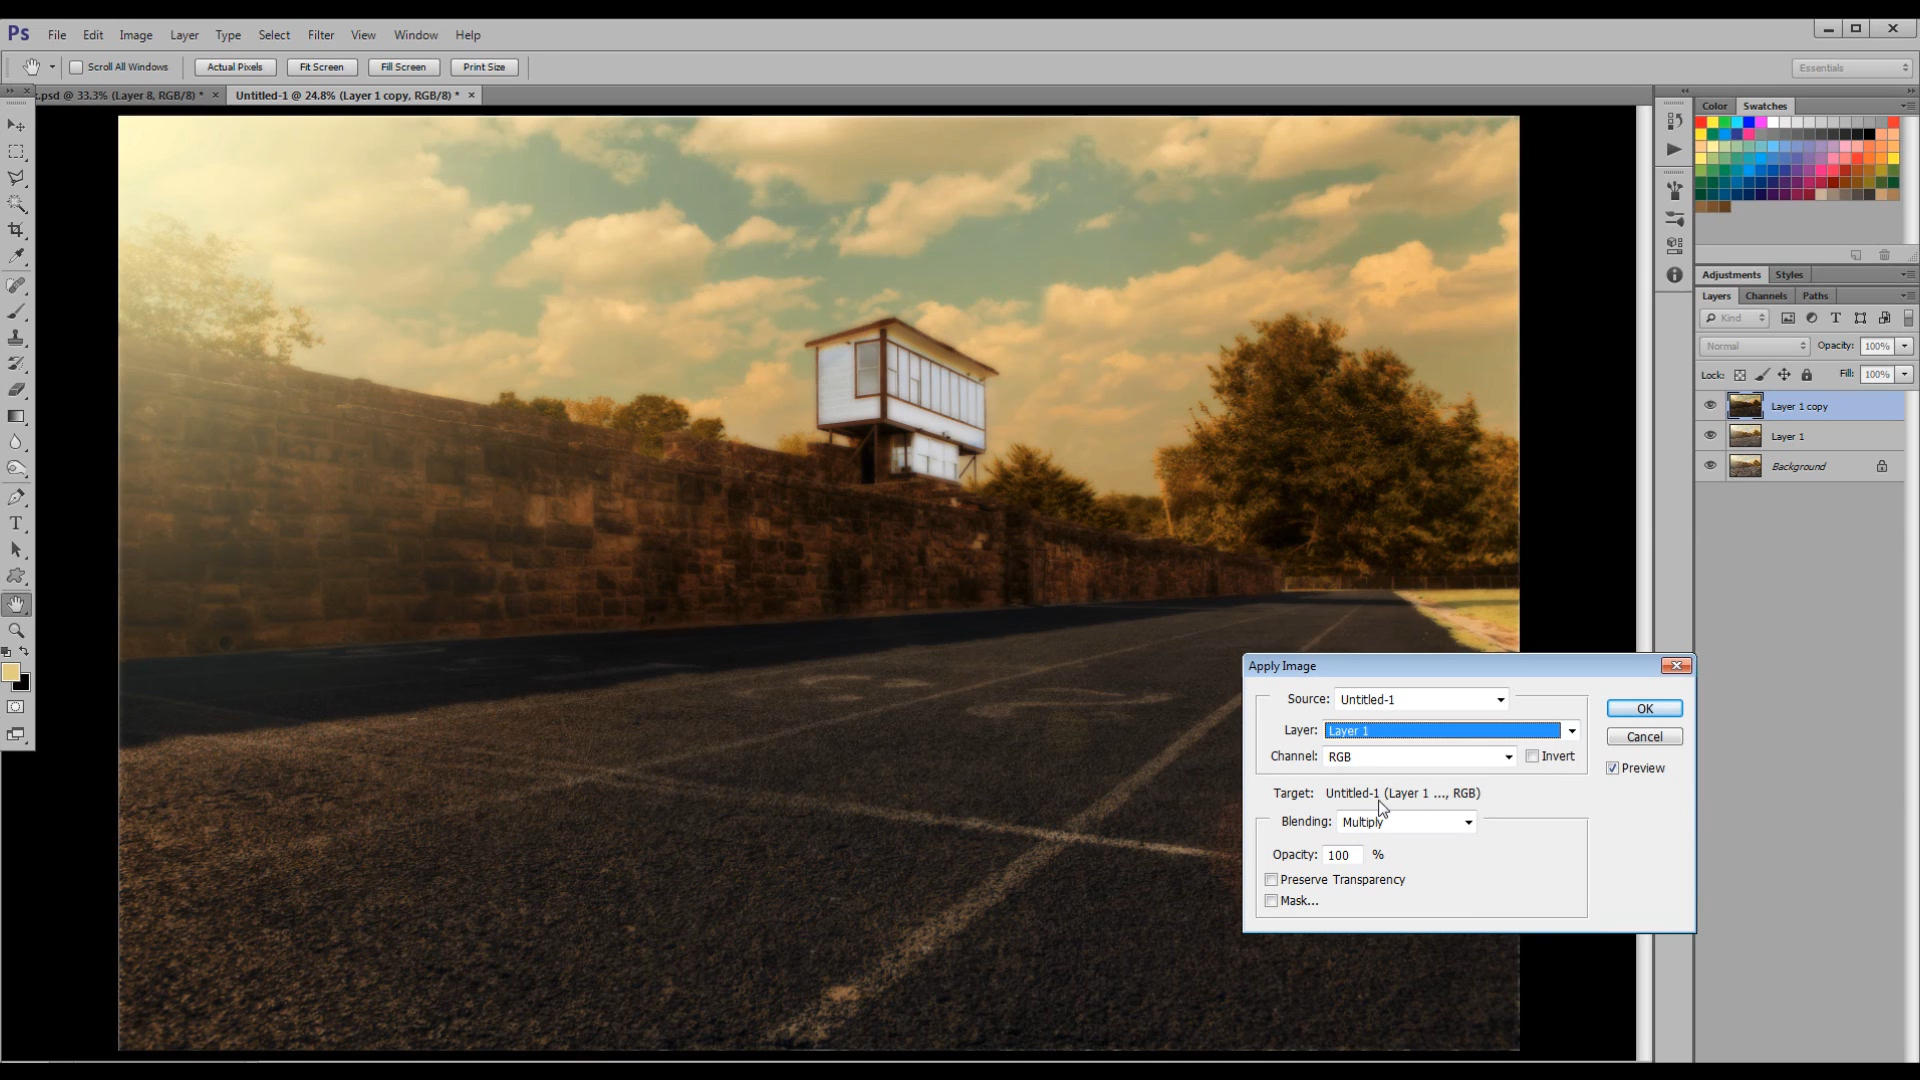 Ps File Edit Image Layer Type Select Filter View Window Help
Scroll All Windows Actual Pixels Fit Screen Fill Screen Print Size Essentials
.psd @ 33.3% (Layer 8, RGB/8) * × Untitled-1 @ 24.8% (Layer 1 copy, RGB/8) * ×
Color Swatches
Adjustments Styles
Layers Channels Paths
Kind
Normal Opacity: 100%
Lock: Fill: 100%
Layer 1 copy
Layer 1
Background
Apply Image
Source: Untitled-1
OK
Layer: Layer 1
Cancel
Channel: RGB Invert
Preview
Target: Untitled-1 (Layer 1 ..., RGB)
Blending: Multiply
Opacity: 100 %
Preserve Transparency
Mask...